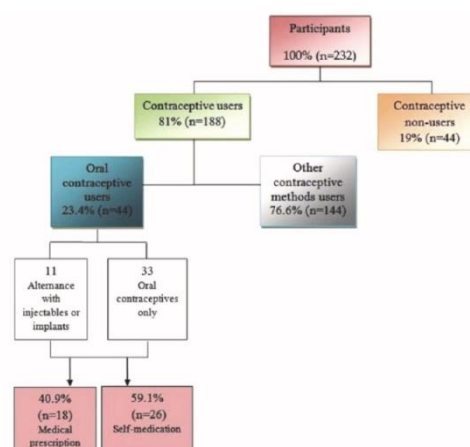 Participants
100% (n=232)
Contraceptive users
81% (n=188)
Contraceptive
non-users
19% (n=44)
Oral
contraceptive
users
23.4% (n=44)
Other
contraceptive
methods users
76.6% (n=144)
11
Alternance
with
injectables or
implants
33
Oral
contraceptives
only
40.9%
(n=18)
Medical
prescription
59.1%
(n=26)
Self-medication